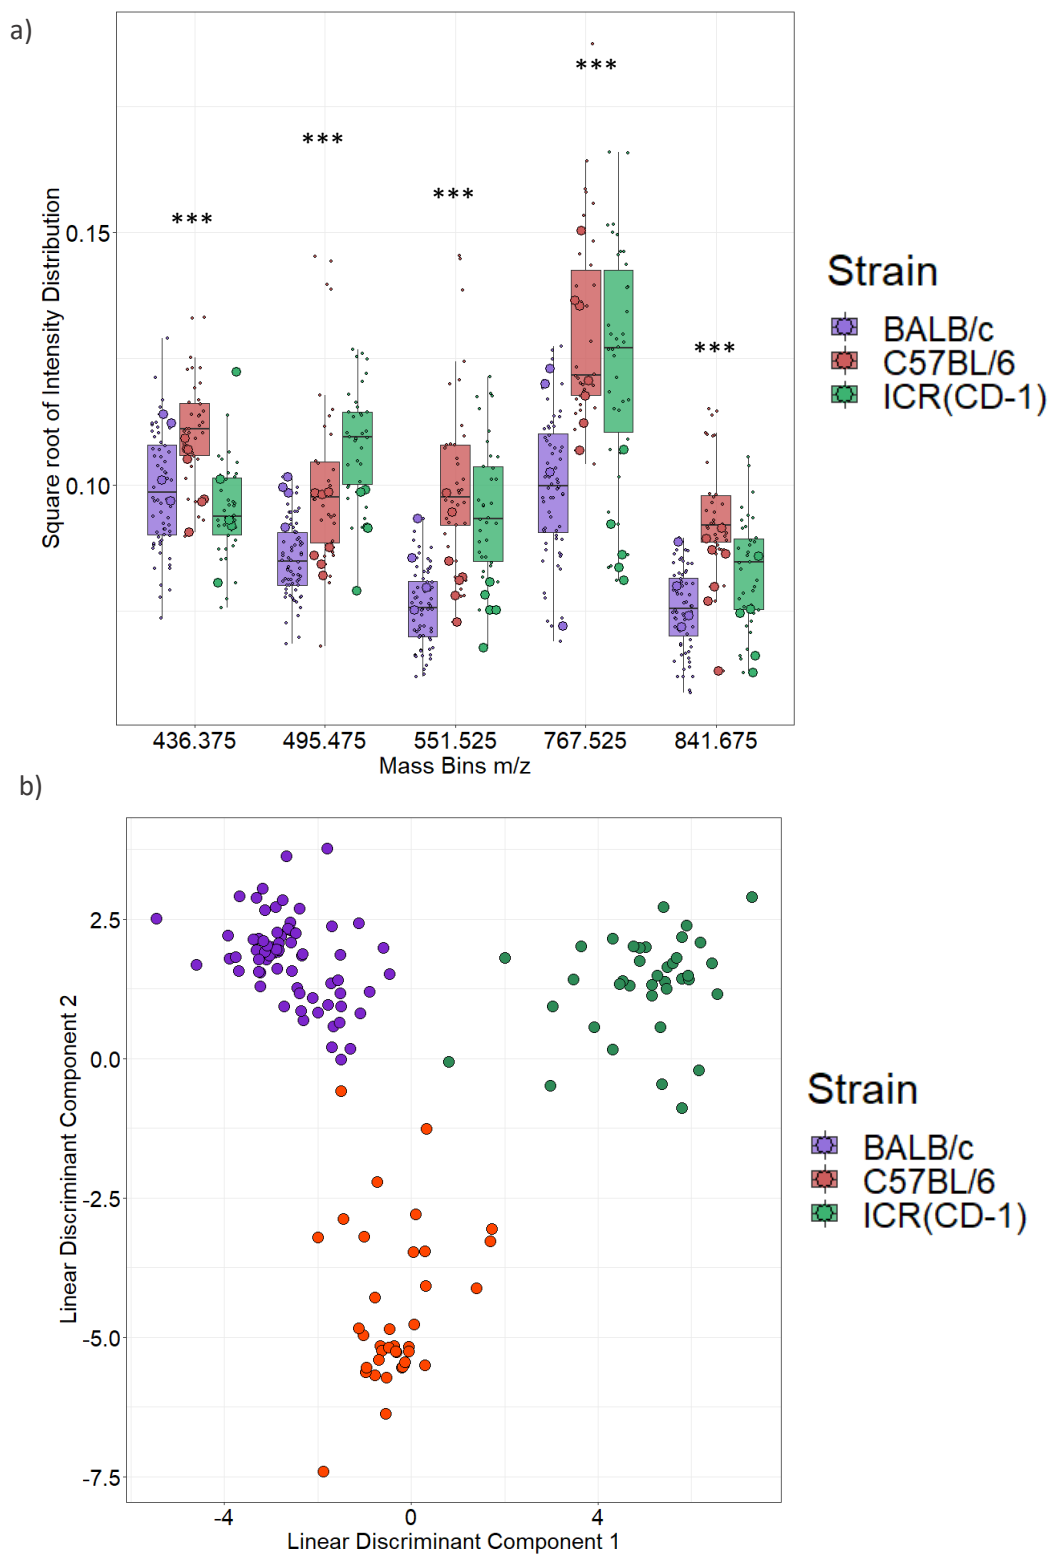 a)
***
***
***
***
***
Square root of Intensity Distribution
0.15
0.10
436.375 495.475 551.525 767.525 841.675
Mass Bins m/z
Strain
BALB/c
C57BL/6
ICR(CD-1)
b)
Linear Discriminant Component 2
2.5
0.0
-2.5
-5.0
-7.5
-4 0 4
Linear Discriminant Component 1
Strain
BALB/c
C57BL/6
ICR(CD-1)